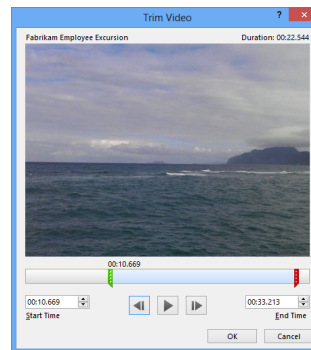 Trim Video
? ×
Fabrikam Employee Excursion Duration: 00:22.544
00:10.669
00:10.669 00:33.213
Start Time End Time
OK Cancel